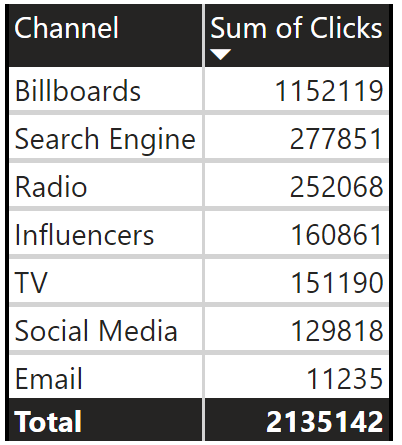 Channel Sum of Clicks
Billboards 1152119
Search Engine 277851
Radio 252068
Influencers 160861
TV 151190
Social Media 129818
Email 11235
Total 2135142